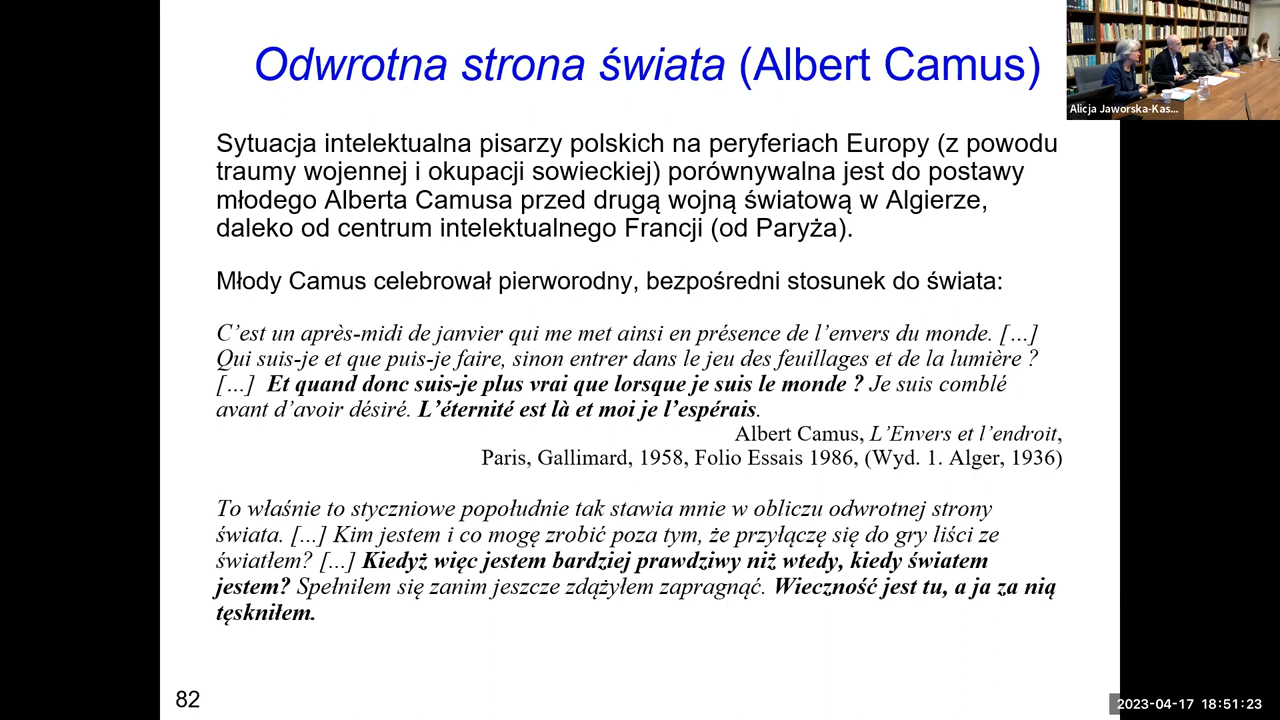 Odwrotna strona świata (Albert Camus)
Alicja Jaworska-Kas...
Sytuacja intelektualna pisarzy polskich na peryferiach Europy (z powodu
traumy wojennej i okupacji sowieckiej) porównywalna jest do postawy
młodego Alberta Camusa przed drugą wojną światową w Algierze,
daleko od centrum intelektualnego Francji (od Paryża).
Młody Camus celebrował pierworodny, bezpośredni stosunek do świata:
C’est un après-midi de janvier qui me met ainsi en présence de l’envers du monde. […]
Qui suis-je et que puis-je faire, sinon entrer dans le jeu des feuillages et de la lumière ?
[…] Et quand donc suis-je plus vrai que lorsque je suis le monde ? Je suis comblé
avant d’avoir désiré. L’éternité est là et moi je l’espérais.
Albert Camus, L’Envers et l’endroit,
Paris, Gallimard, 1958, Folio Essais 1986, (Wyd. 1. Alger, 1936)
To właśnie to styczniowe popołudnie tak stawia mnie w obliczu odwrotnej strony
świata. [...] Kim jestem i co mogę zrobić poza tym, że przyłączę się do gry liści ze
światłem? [...] Kiedyż więc jestem bardziej prawdziwy niż wtedy, kiedy światem
jestem? Spełniłem się zanim jeszcze zdążyłem zapragnąć. Wieczność jest tu, a ja za nią
tęskniłem.
82
2023-04-17 18:51:23